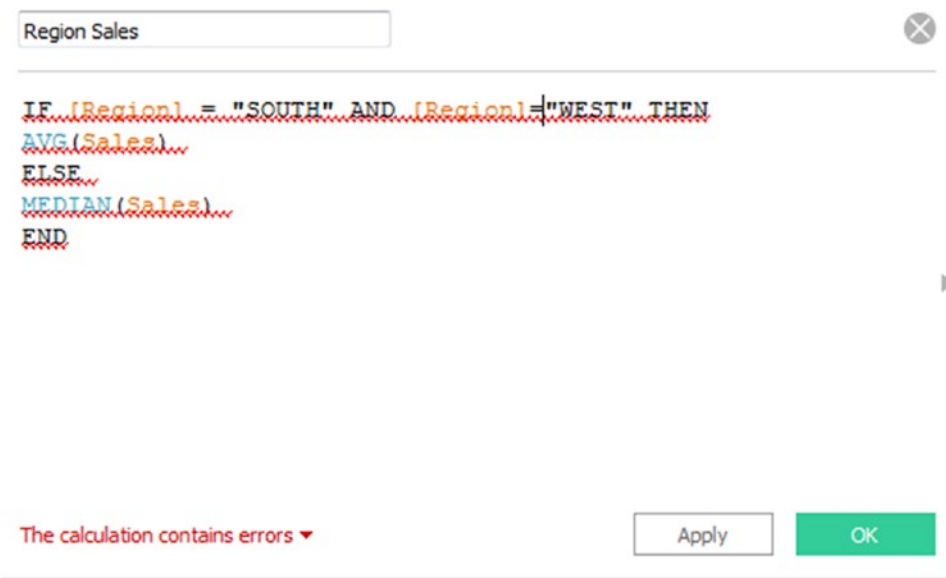 Region Sales
IF [Region] = "SOUTH" AND [Region]="WEST" THEN
AVG(Sales)
ELSE
MEDIAN(Sales)
END
The calculation contains errors
Apply
OK